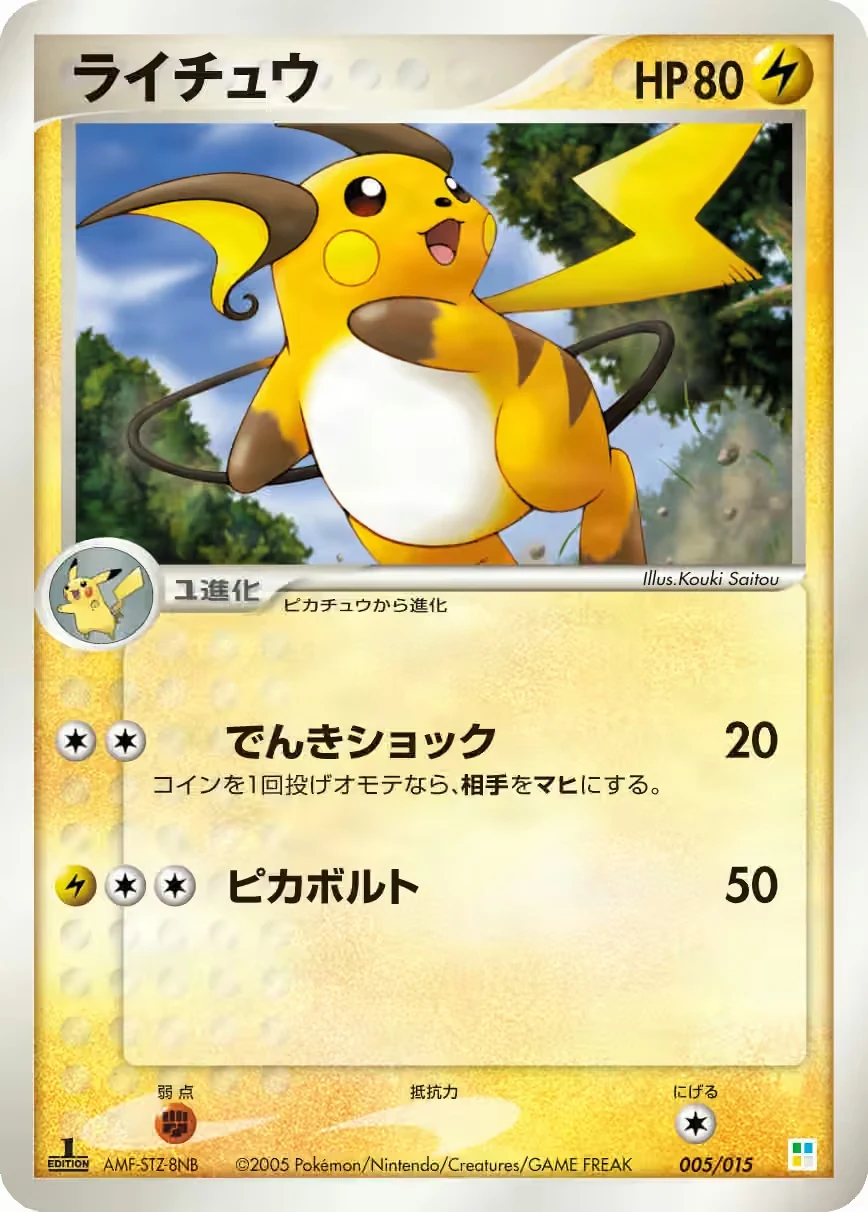 ライチュウ
HP80
Illus.Kouki Saitou
1進化
ピカチュウから進化
でんきショック 20
コインを1回投げオモテなら、相手をマヒにする。
ピカボルト 50
弱点 抵抗力 にげる
1 EDITION AMF-STZ-8NB ©2005 Pokémon/Nintendo/Creatures/GAME FREAK 005/015